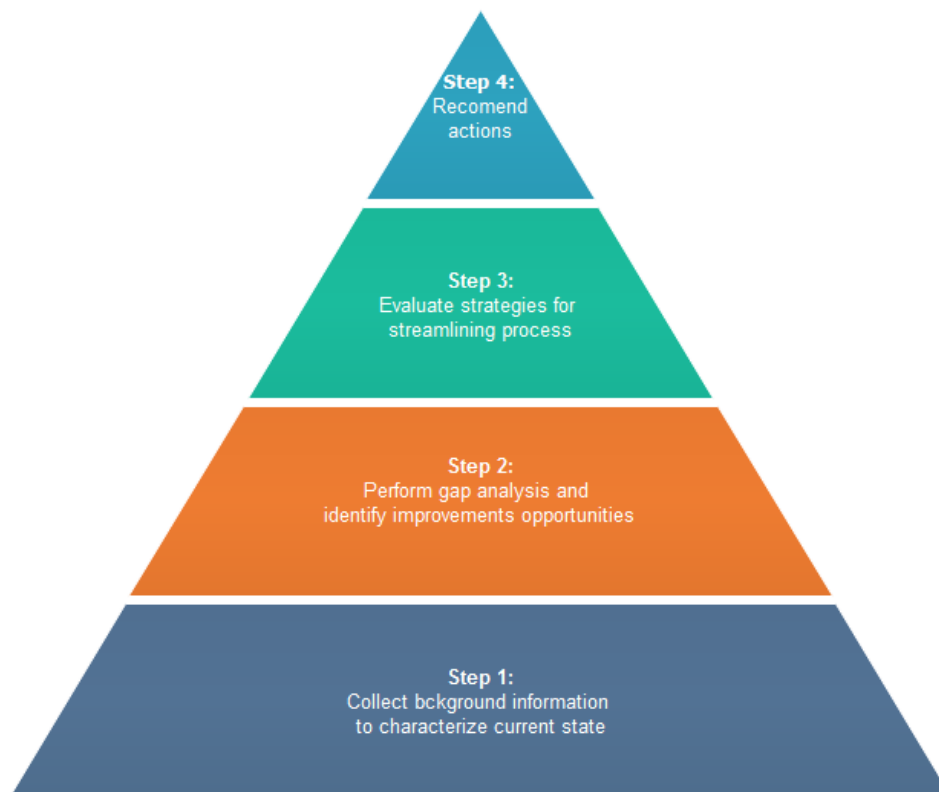 Step 4:
Recomend
actions
Step 3:
Evaluate strategies for
streamlining process
Step 2:
Perform gap analysis and
identify improvements opportunities
Step 1:
Collect bckground information
to characterize current state